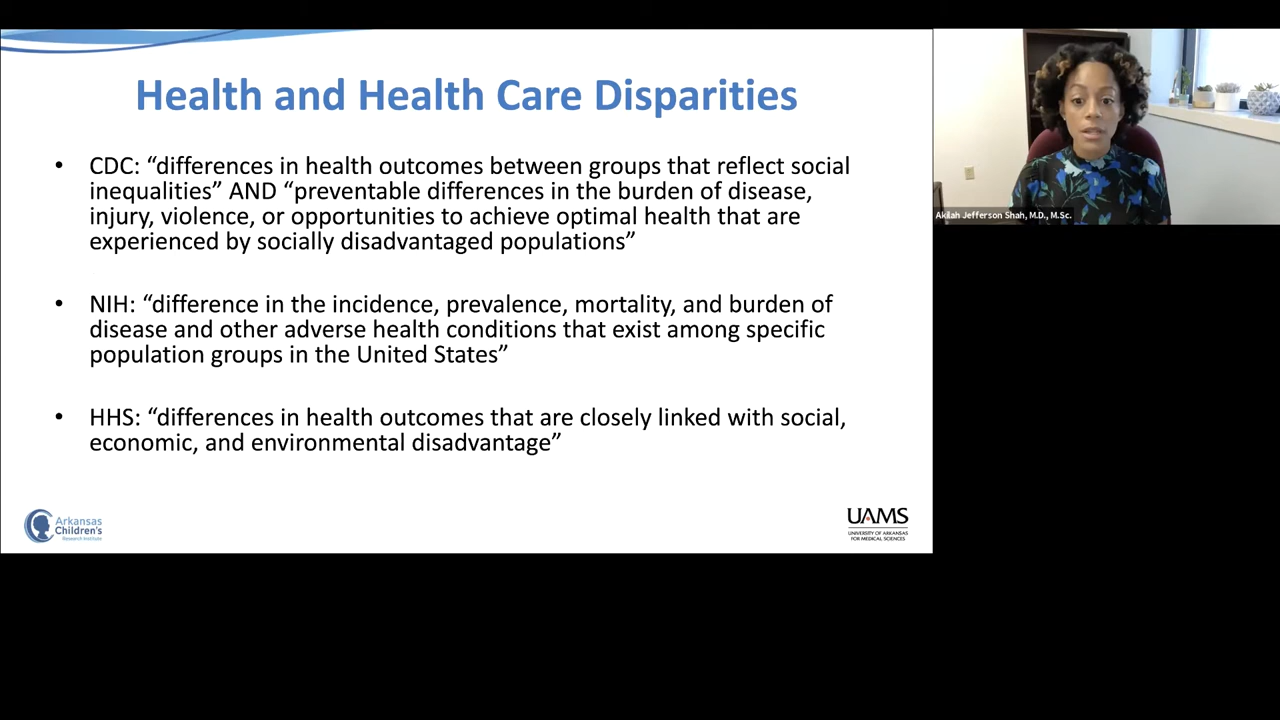 Health and Health Care Disparities
• CDC: “differences in health outcomes between groups that reflect social
inequalities” AND “preventable differences in the burden of disease,
injury, violence, or opportunities to achieve optimal health that are
experienced by socially disadvantaged populations”
• NIH: “difference in the incidence, prevalence, mortality, and burden of
disease and other adverse health conditions that exist among specific
population groups in the United States”
• HHS: “differences in health outcomes that are closely linked with social,
economic, and environmental disadvantage”
Arkansas
Children's
Research Institute
UAMS
UNIVERSITY OF ARKANSAS
FOR MEDICAL SCIENCES
Akilah Jefferson Shah, M.D., M.Sc.